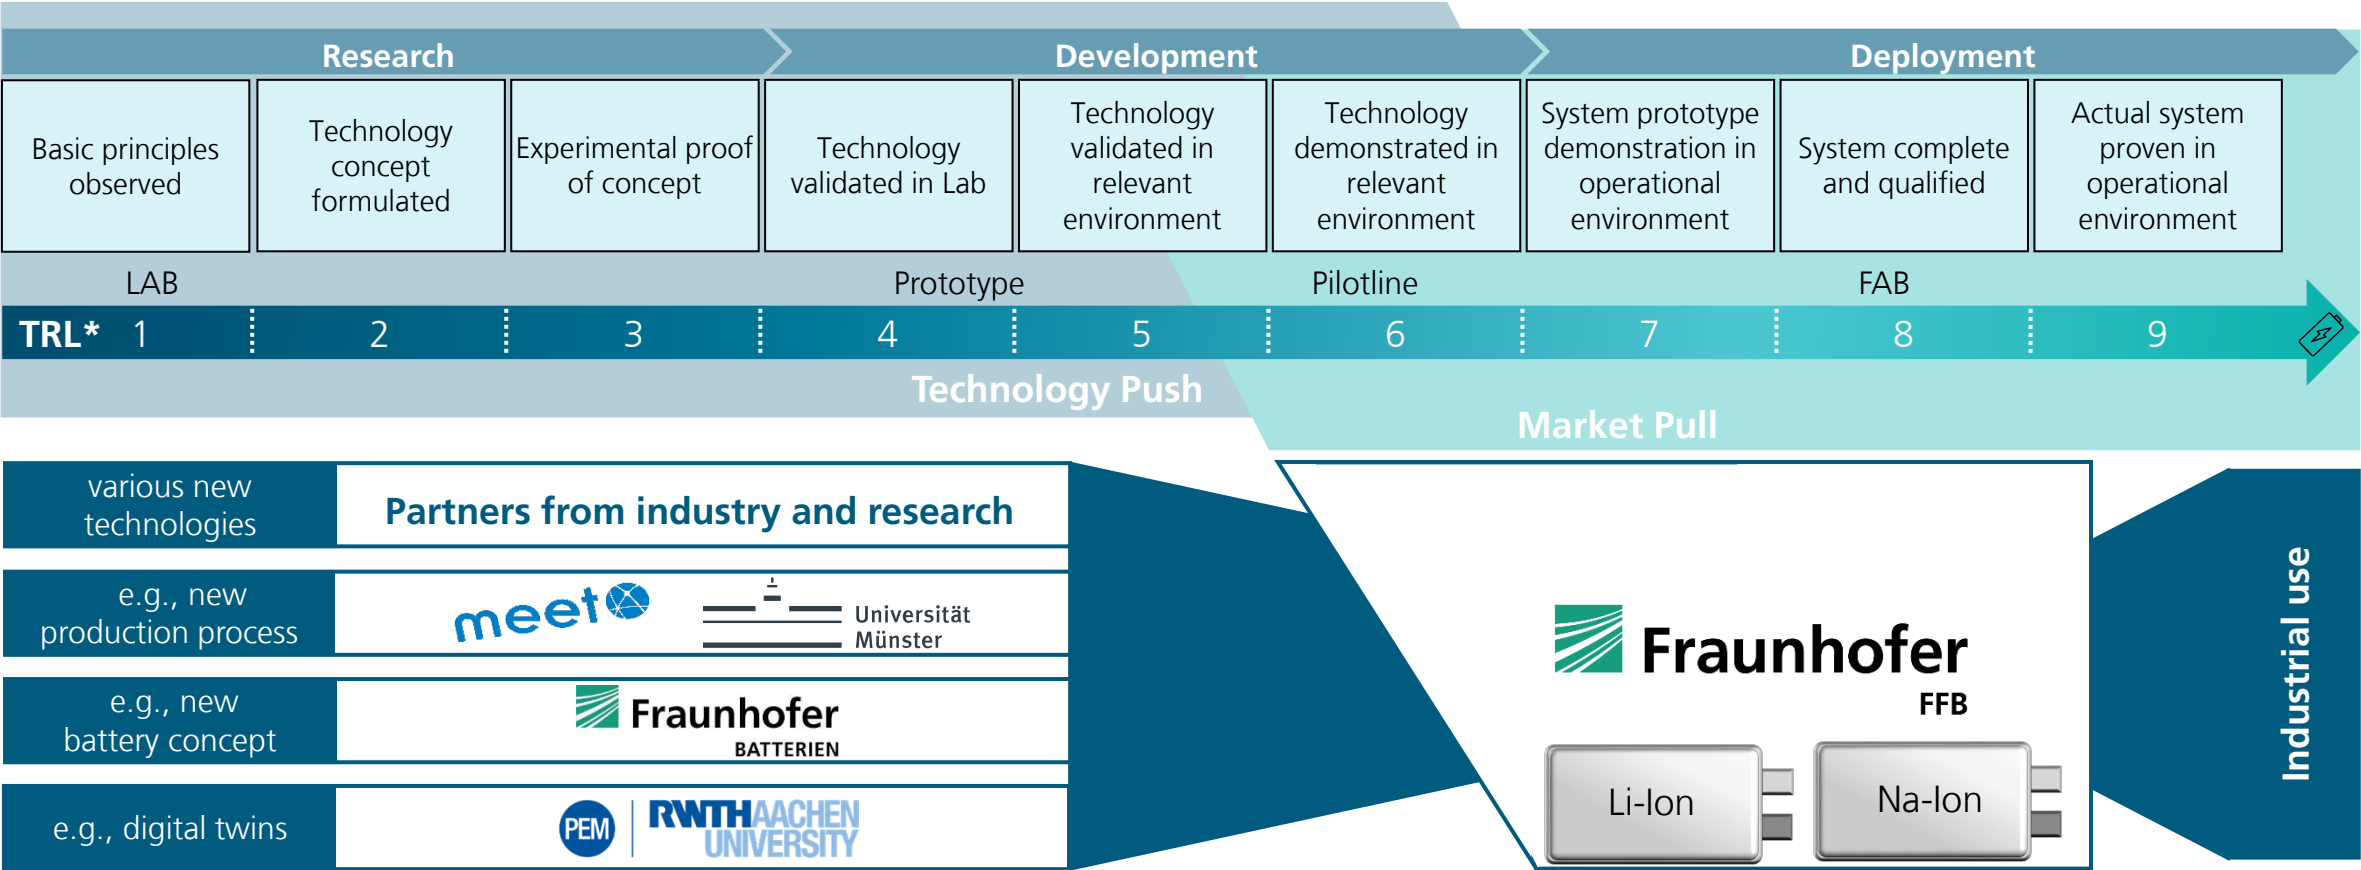 Research
Development
Deployment
Basic principles
observed
Technology
concept
formulated
Experimental proof
of concept
Technology
validated in Lab
Technology
validated in
relevant
environment
Technology
demonstrated in
relevant
environment
System prototype
demonstration in
operational
environment
System complete
and qualified
Actual system
proven in
operational
environment
LAB
Prototype
Pilotline
FAB
TRL* 1 2 3 4 5 6 7 8 9
Technology Push
Market Pull
various new
technologies
Partners from industry and research
e.g., new
production process
meet
Universität
Münster
e.g., new
battery concept
Fraunhofer
BATTERIEN
e.g., digital twins
PEM
RWTHAACHEN
UNIVERSITY
Fraunhofer
FFB
Li-Ion
Na-Ion
Industrial use